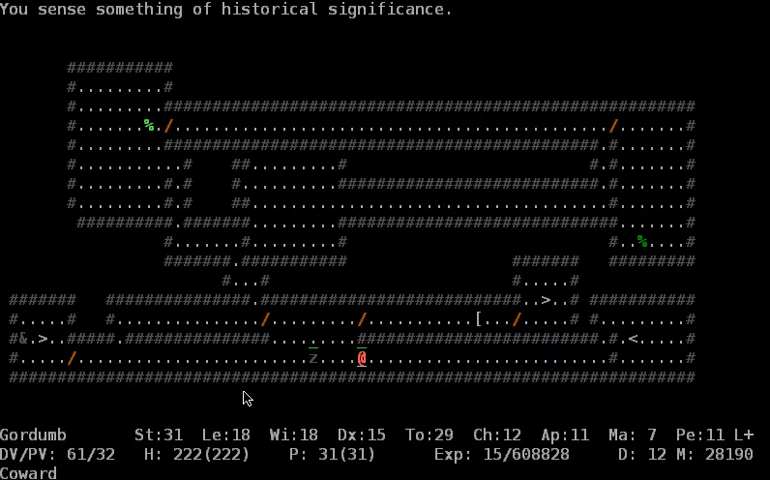 You sense something of historical significance.
Gordumb St:31 Le:18 Wi:18 Dx:15 To:29 Ch:12 Ap:11 Ma: 7 Pe:11 L+
DV/PV: 61/32 H: 222(222) P: 31(31) Exp: 15/608828 D: 12 M: 28190
Coward